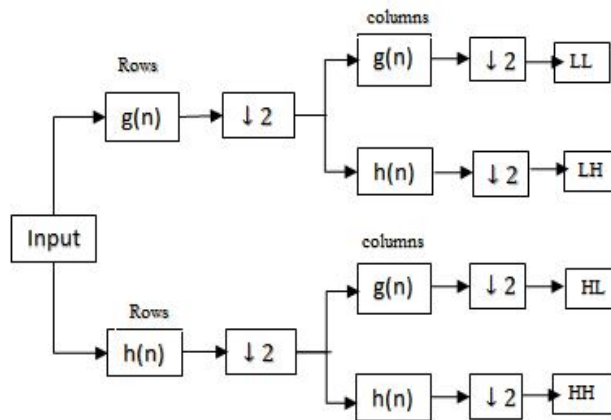 columns
Rows
g(n) ↓ 2 LL
g(n) ↓ 2
h(n) ↓ 2 LH
Input
columns
g(n) ↓ 2 HL
Rows
h(n) ↓ 2
h(n) ↓ 2 HH